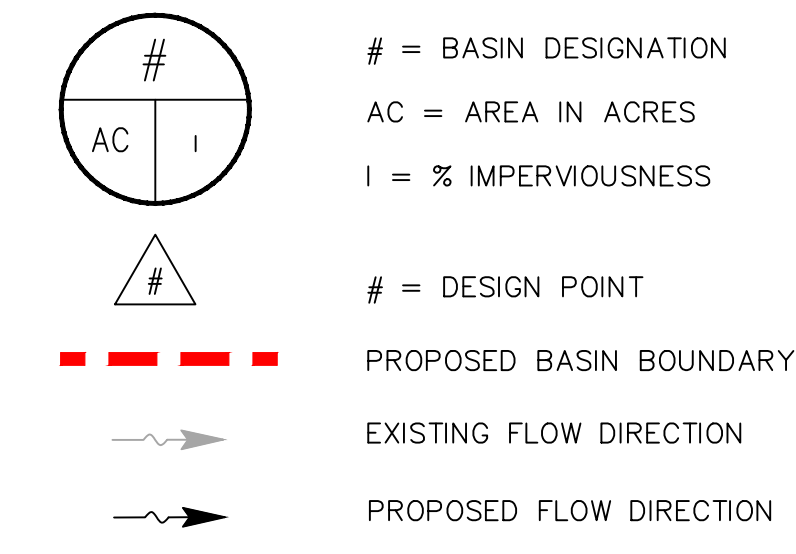 #
# = BASIN DESIGNATION
AC I
AC = AREA IN ACRES
I = % IMPERVIOUSNESS
#
# = DESIGN POINT
PROPOSED BASIN BOUNDARY
EXISTING FLOW DIRECTION
PROPOSED FLOW DIRECTION